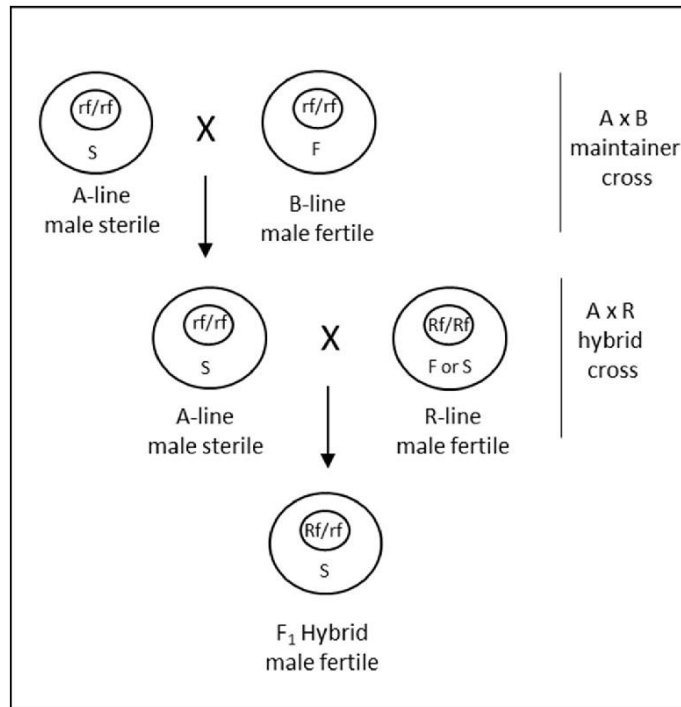 rf/rf
S
X
rf/rf
F
A-line
male sterile
B-line
male fertile
A x B
maintainer
cross
rf/rf
S
X
Rf/Rf
F or S
A-line
male sterile
R-line
male fertile
A x R
hybrid
cross
Rf/rf
S
F₁ Hybrid
male fertile